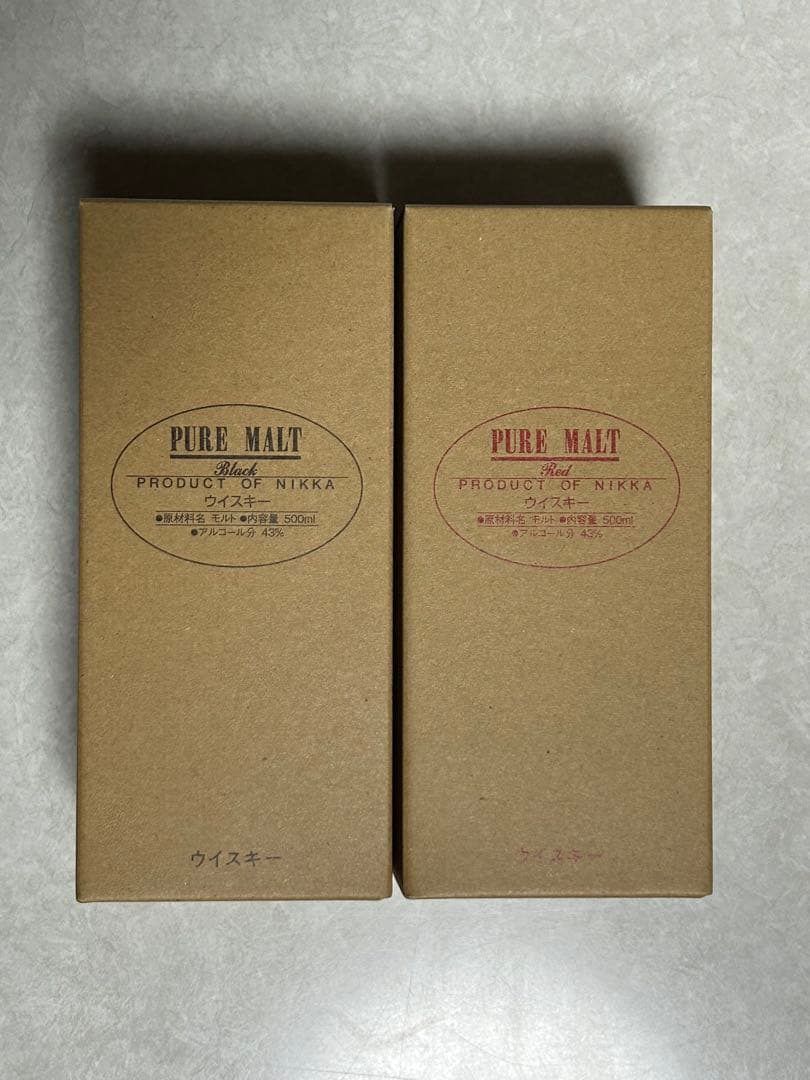 PURE MALT
Black
PRODUCT OF NIKKA
ウイスキー
●原材料名 モルト ●内容量 500ml
●アルコール分 43%
ウイスキー
PURE MALT
Red
PRODUCT OF NIKKA
ウイスキー
●原材料名 モルト ●内容量 500ml
●アルコール分 43%
ウイスキー